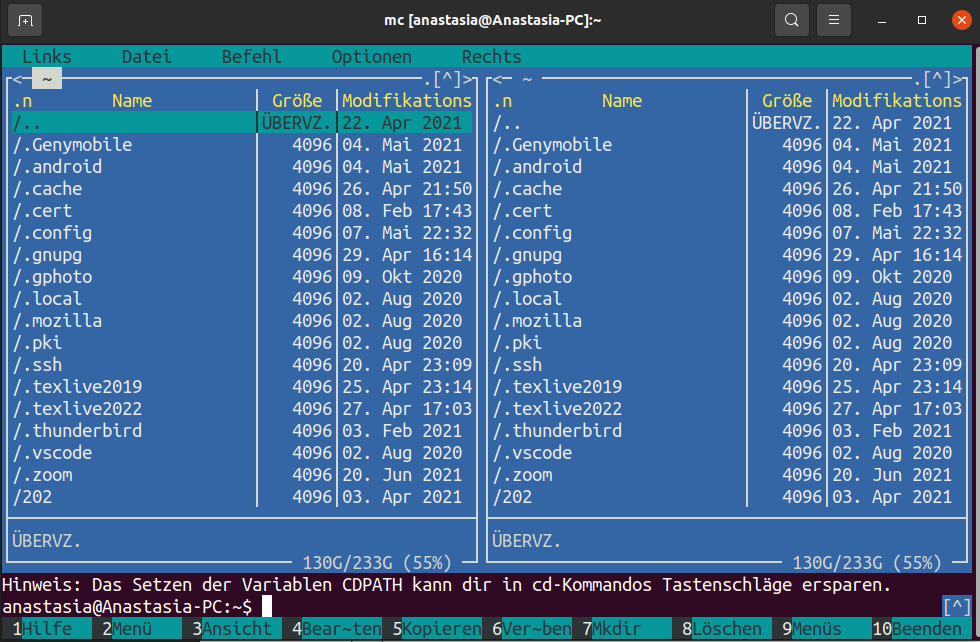 mc [anastasia@Anastasia-PC]:~
Links Datei Befehl Optionen Rechts
<- ~ .[^]> <- ~ .[^]>
.n Name Größe Modifikations .n Name Größe Modifikations
/.. ÜBERVZ. 22. Apr 2021 /.. ÜBERVZ. 22. Apr 2021
/.Genymobile 4096 04. Mai 2021 /.Genymobile 4096 04. Mai 2021
/.android 4096 04. Mai 2021 /.android 4096 04. Mai 2021
/.cache 4096 26. Apr 21:50 /.cache 4096 26. Apr 21:50
/.cert 4096 08. Feb 17:43 /.cert 4096 08. Feb 17:43
/.config 4096 07. Mai 22:32 /.config 4096 07. Mai 22:32
/.gnupg 4096 29. Apr 16:14 /.gnupg 4096 29. Apr 16:14
/.gphoto 4096 09. Okt 2020 /.gphoto 4096 09. Okt 2020
/.local 4096 02. Aug 2020 /.local 4096 02. Aug 2020
/.mozilla 4096 02. Aug 2020 /.mozilla 4096 02. Aug 2020
/.pki 4096 02. Aug 2020 /.pki 4096 02. Aug 2020
/.ssh 4096 20. Apr 23:09 /.ssh 4096 20. Apr 23:09
/.texlive2019 4096 25. Apr 23:14 /.texlive2019 4096 25. Apr 23:14
/.texlive2022 4096 27. Apr 17:03 /.texlive2022 4096 27. Apr 17:03
/.thunderbird 4096 03. Feb 2021 /.thunderbird 4096 03. Feb 2021
/.vscode 4096 02. Aug 2020 /.vscode 4096 02. Aug 2020
/.zoom 4096 20. Jun 2021 /.zoom 4096 20. Jun 2021
/202 4096 03. Apr 2021 /202 4096 03. Apr 2021
ÜBERVZ. ÜBERVZ.
130G/233G (55%) 130G/233G (55%)
Hinweis: Das Setzen der Variablen CDPATH kann dir in cd-Kommandos Tastenschläge ersparen.
anastasia@Anastasia-PC:~$ [^]
1Hilfe 2Menü 3Ansicht 4Bear~ten 5Kopieren 6Ver~ben 7Mkdir 8Löschen 9Menüs 10Beenden